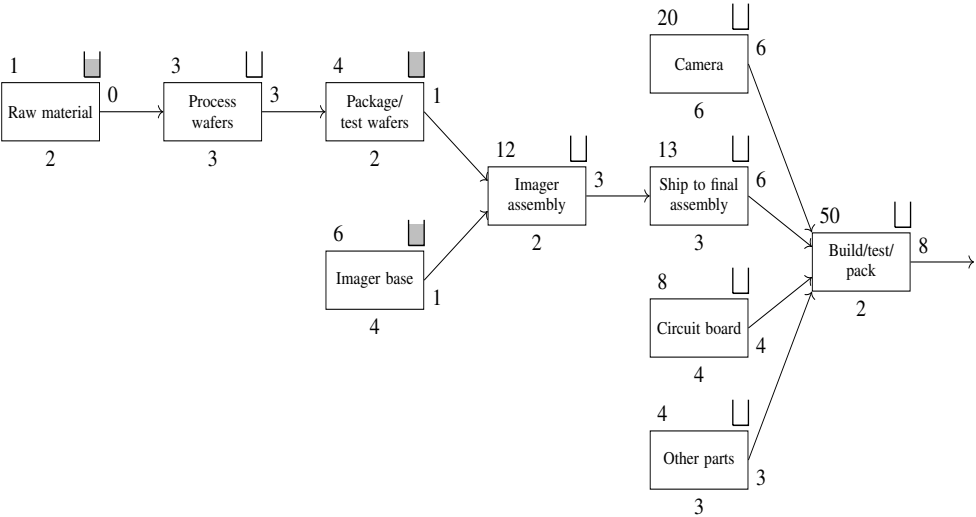 20
6
Camera
6
1
0
Raw material
2
3
3
Process
wafers
3
4
1
Package/
test wafers
2
12
3
Imager
assembly
2
13
6
Ship to final
assembly
3
50
8
Build/test/
pack
2
6
Imager base
1
4
8
Circuit board
4
4
4
Other parts
3
3